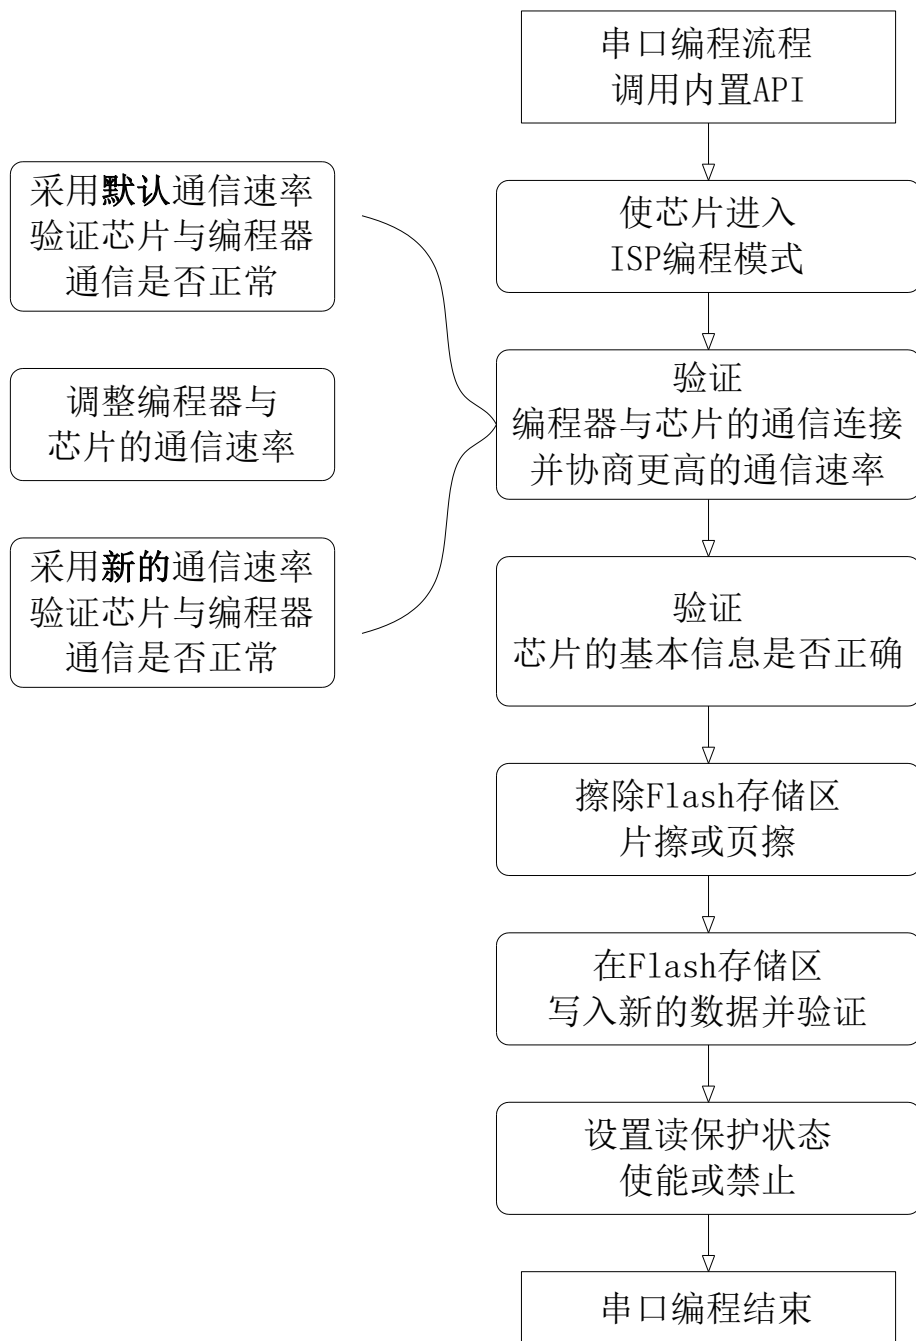 串口编程流程
调用内置API
使芯片进入
ISP编程模式
验证
编程器与芯片的通信连接
并协商更高的通信速率
采用默认通信速率
验证芯片与编程器
通信是否正常
调整编程器与
芯片的通信速率
采用新的通信速率
验证芯片与编程器
通信是否正常
验证
芯片的基本信息是否正确
擦除Flash存储区
片擦或页擦
在Flash存储区
写入新的数据并验证
设置读保护状态
使能或禁止
串口编程结束